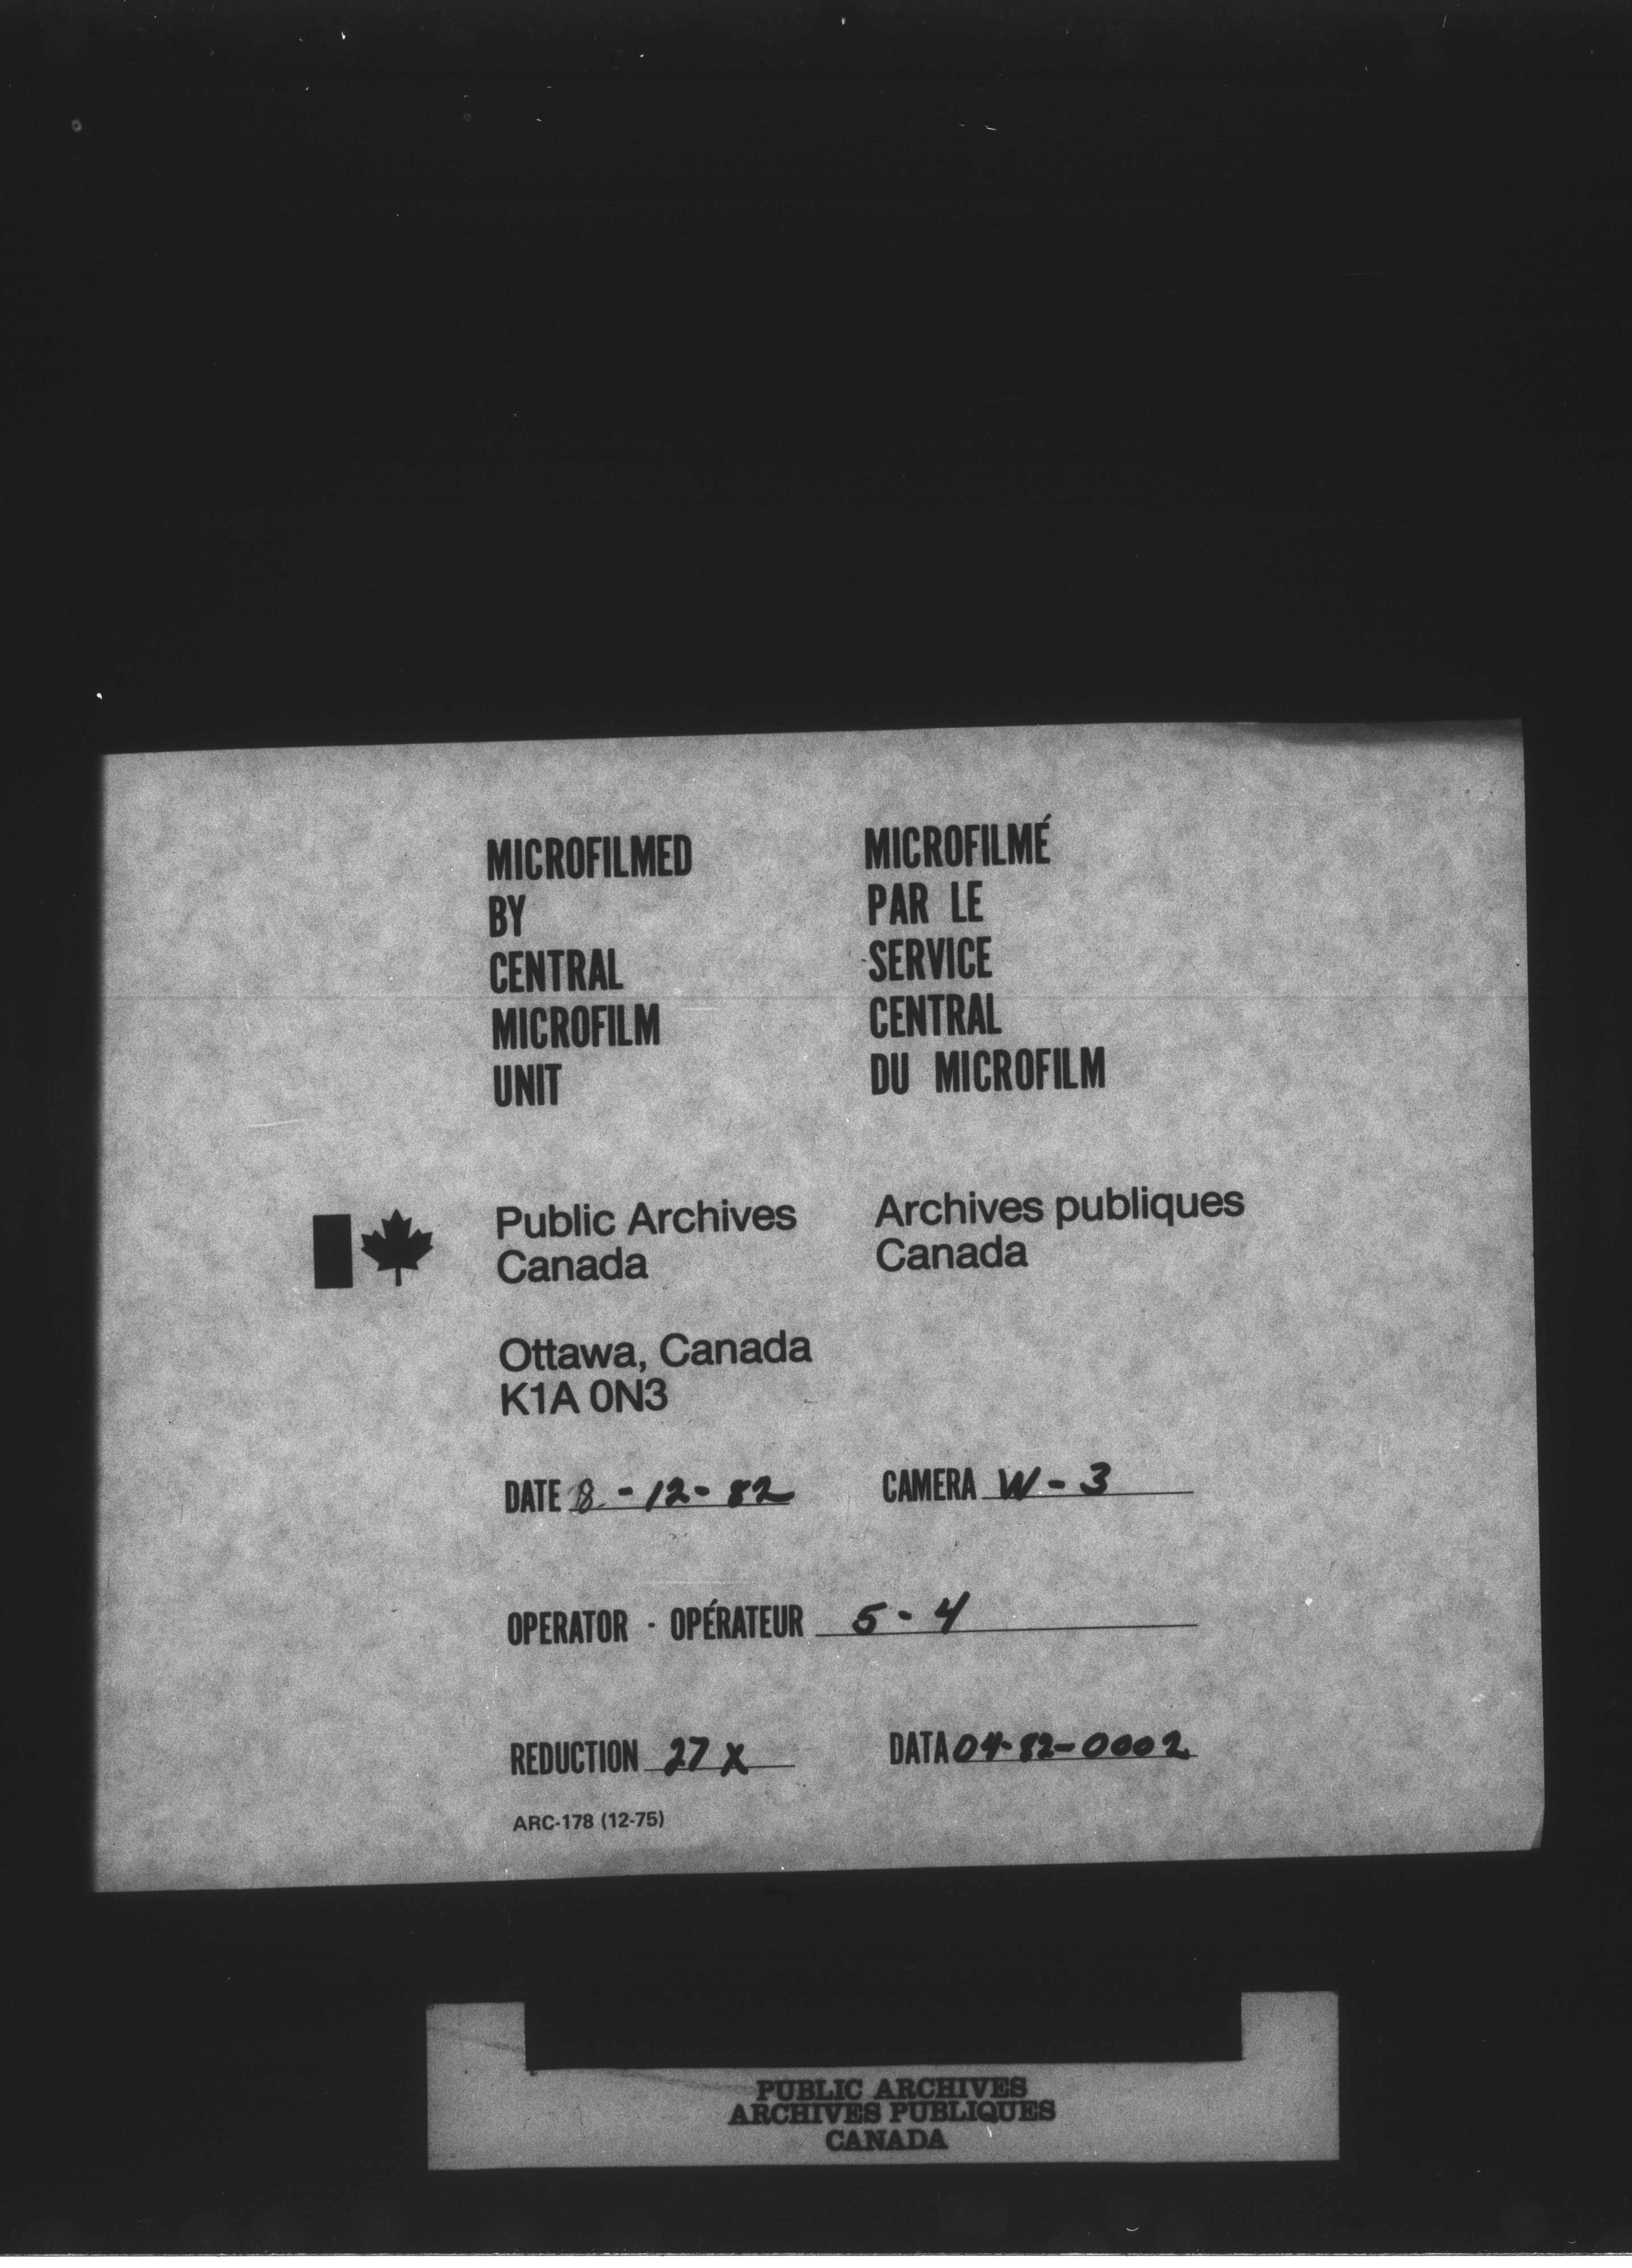 MICROFILMED
BY
CENTRAL
MICROFILM
UNIT
MICROFILMÉ
PAR LE
SERVICE
CENTRAL
DU MICROFILM
Public Archives
Canada
Archives publiques
Canada
Ottawa, Canada
K1A 0N3
DATE 8-12-82
CAMERA W-3
OPERATOR - OPÉRATEUR 5-4
REDUCTION 27 X
DATA 04-82-0002
ARC-178 (12-75)
PUBLIC ARCHIVES
ARCHIVES PUBLIQUES
CANADA